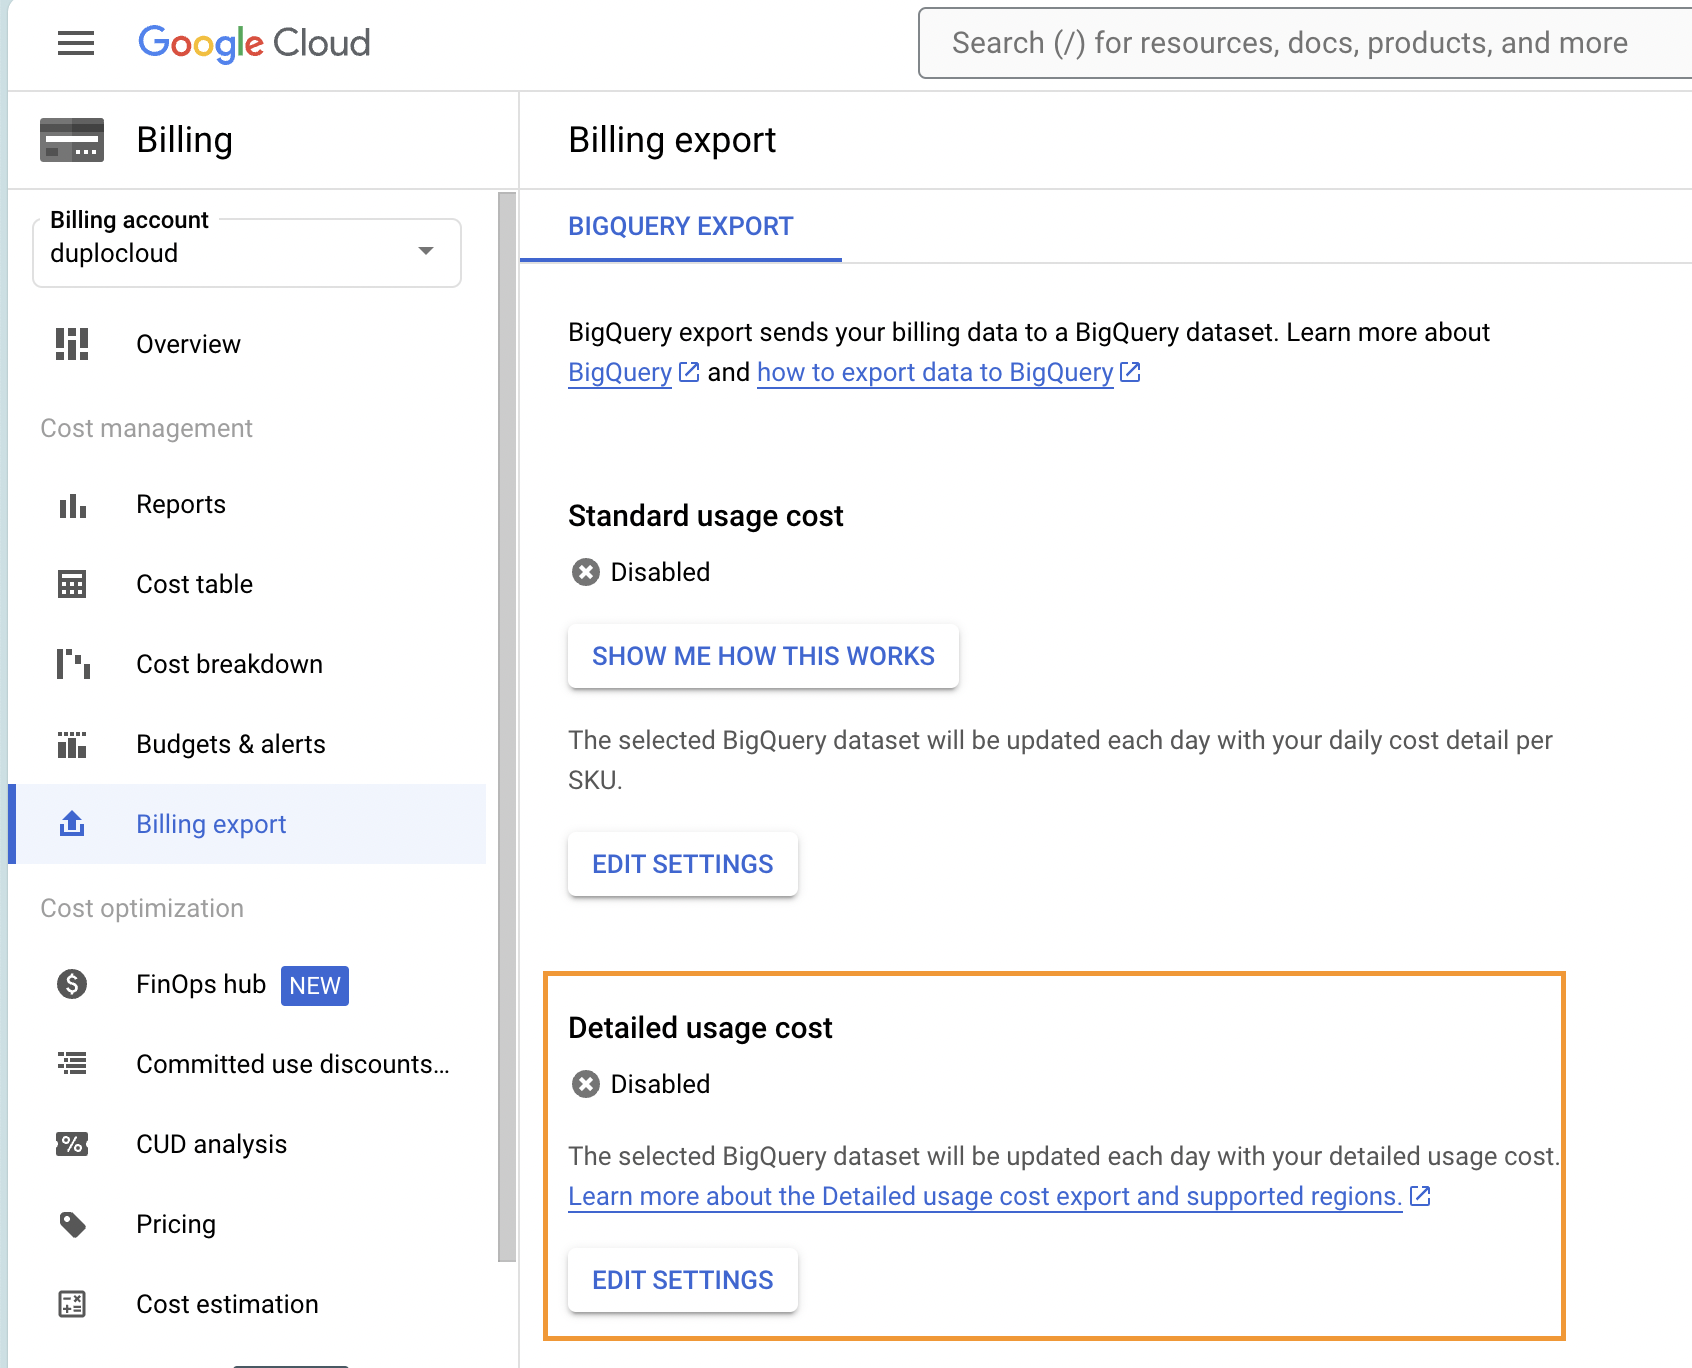 Google Cloud
Search (/) for resources, docs, products, and more
Billing
Billing account
duplocloud
Overview
Cost management
Reports
Cost table
Cost breakdown
Budgets & alerts
Billing export
Cost optimization
FinOps hub NEW
Committed use discounts...
CUD analysis
Pricing
Cost estimation
Billing export
BIGQUERY EXPORT
BigQuery export sends your billing data to a BigQuery dataset. Learn more about
BigQuery and how to export data to BigQuery
Standard usage cost
Disabled
SHOW ME HOW THIS WORKS
The selected BigQuery dataset will be updated each day with your daily cost detail per
SKU.
EDIT SETTINGS
Detailed usage cost
Disabled
The selected BigQuery dataset will be updated each day with your detailed usage cost.
Learn more about the Detailed usage cost export and supported regions.
EDIT SETTINGS